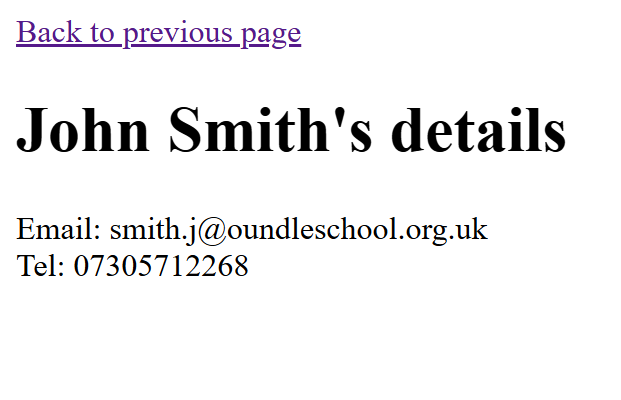 Back to previous page
John Smith's details
Email: smith.j@oundleschool.org.uk
Tel: 07305712268